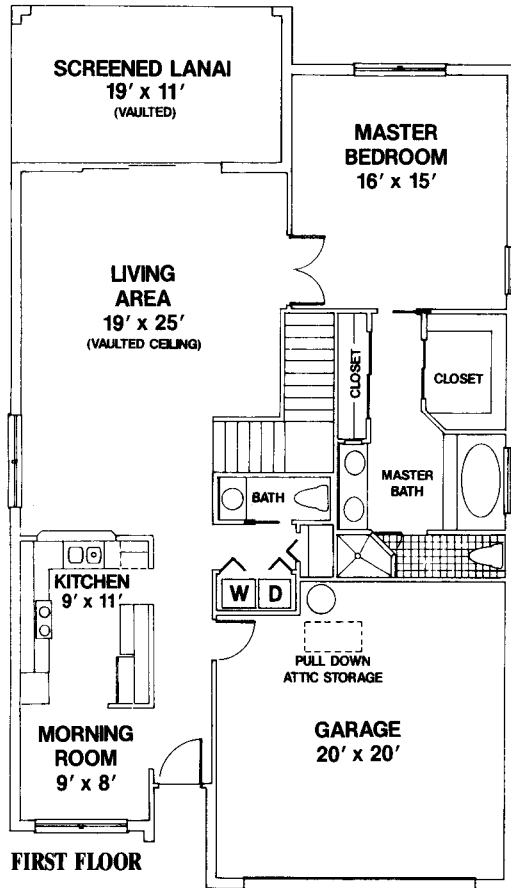 SCREENED LANAI
19' x 11'
(VAULTED)
MASTER
BEDROOM
16' x 15'
LIVING
AREA
19' x 25'
(VAULTED CEILING)
CLOSET
CLOSET
MASTER
BATH
BATH
KITCHEN
9' x 11'
W D
PULL DOWN
ATTIC STORAGE
MORNING
ROOM
9' x 8'
GARAGE
20' x 20'
FIRST FLOOR